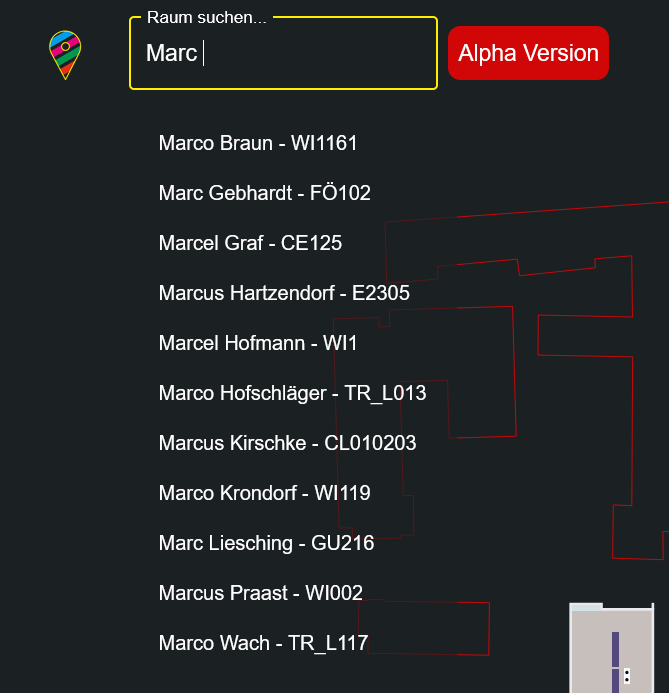 Raum suchen...
Marc
Alpha Version
Marco Braun - WI1161
Marc Gebhardt - FÖ102
Marcel Graf - CE125
Marcus Hartzendorf - E2305
Marcel Hofmann - WI1
Marco Hofschläger - TR_L013
Marcus Kirschke - CL010203
Marco Krondorf - WI119
Marc Liesching - GU216
Marcus Praast - WI002
Marco Wach - TR_L117